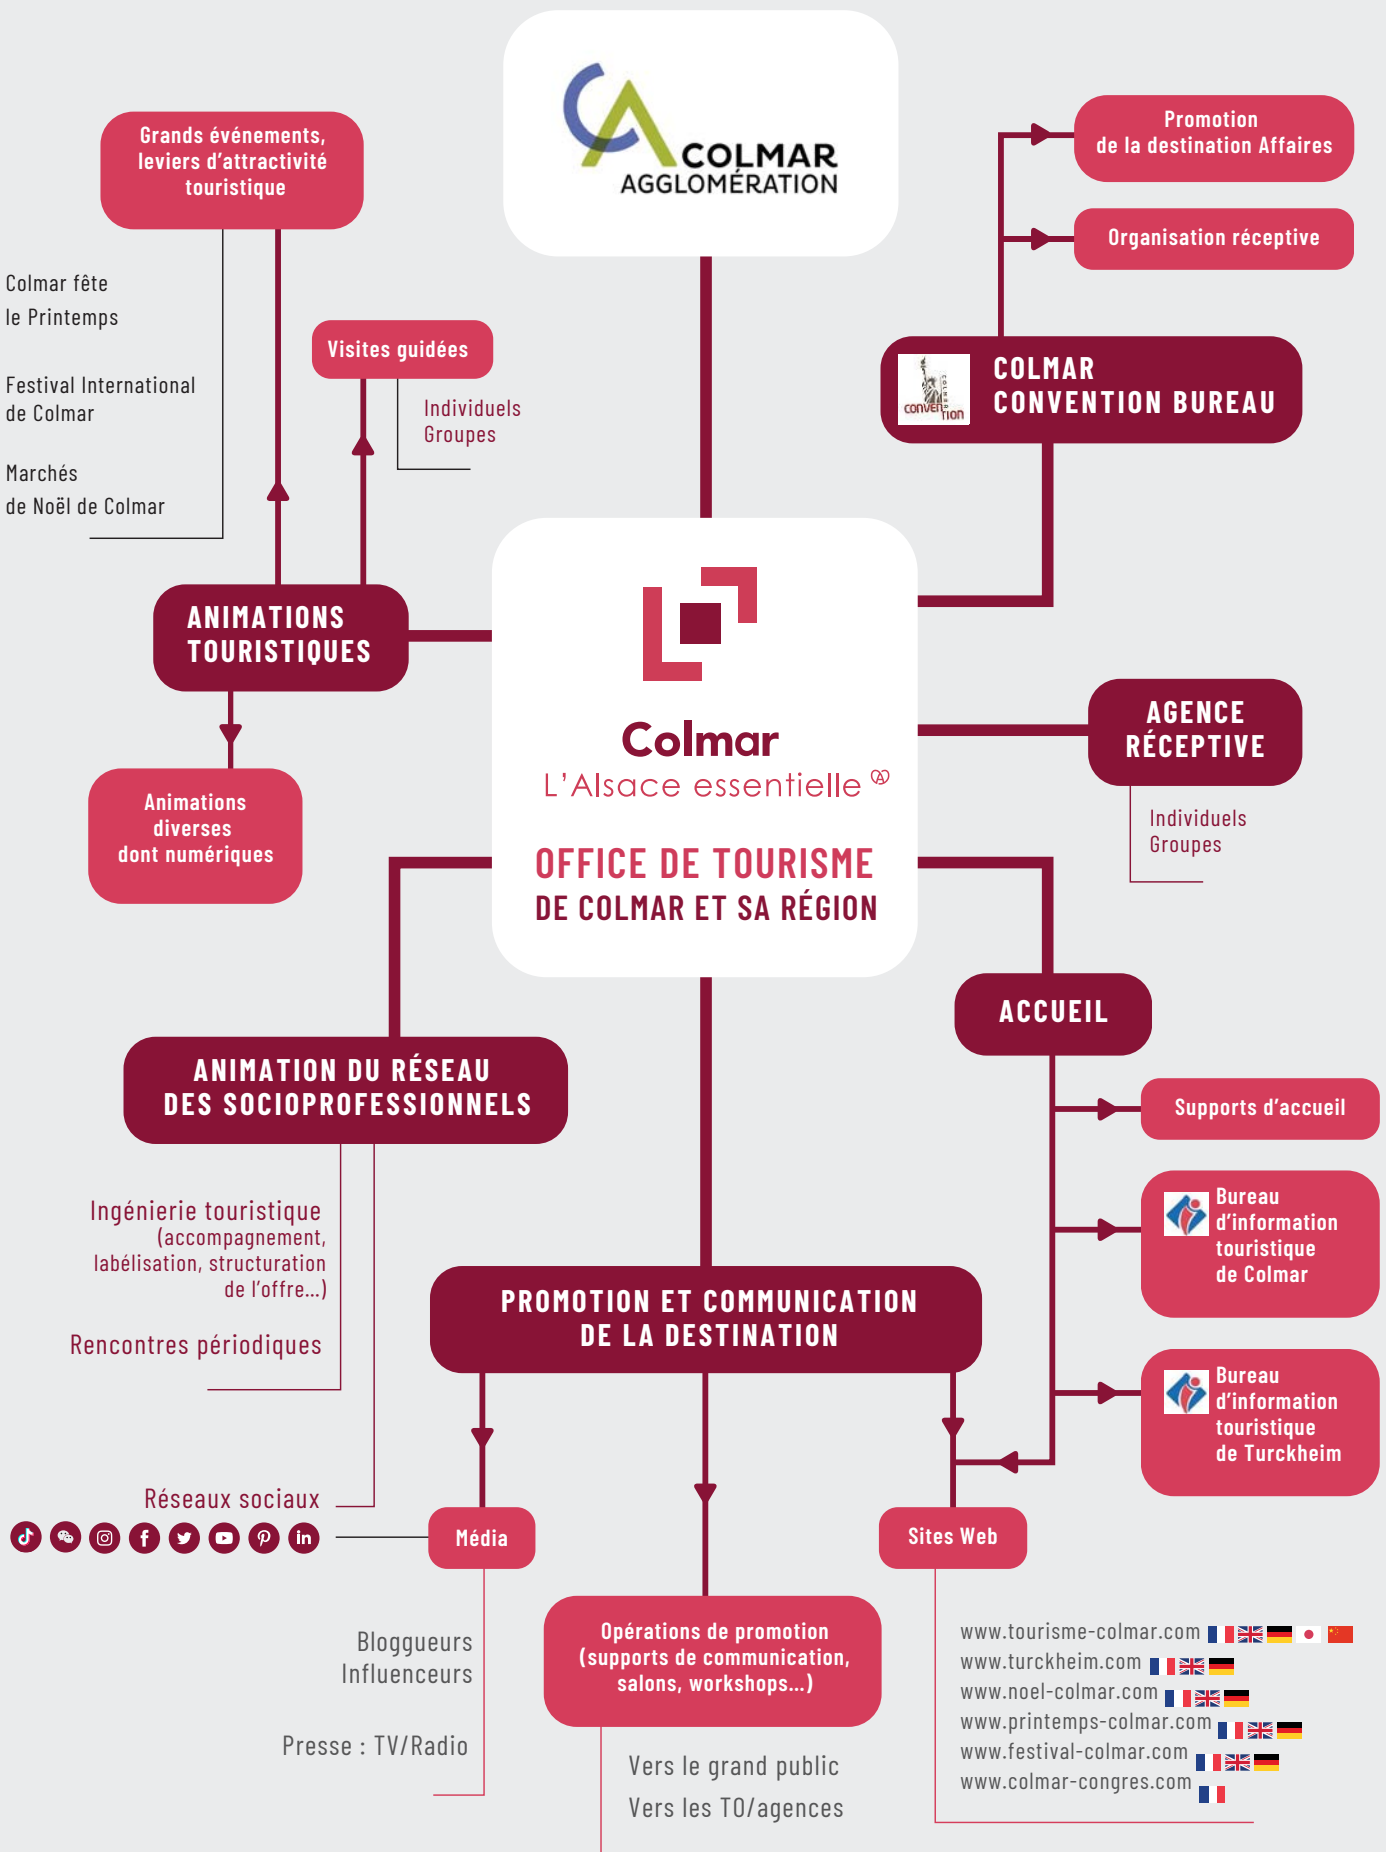 COLMAR
AGGLOMÉRATION
Grands événements,
leviers d'attractivité
touristique
Colmar fête
le Printemps
Festival International
de Colmar
Marchés
de Noël de Colmar
Visites guidées
Individuels
Groupes
Promotion
de la destination Affaires
Organisation réceptive
CONVENTION
COLMAR
COLMAR
CONVENTION BUREAU
ANIMATIONS
TOURISTIQUES
Animations
diverses
dont numériques
Colmar
L'Alsace essentielle
OFFICE DE TOURISME
DE COLMAR ET SA RÉGION
AGENCE
RÉCEPTIVE
Individuels
Groupes
ACCUEIL
Supports d'accueil
Bureau
d'information
touristique
de Colmar
Bureau
d'information
touristique
de Turckheim
ANIMATION DU RÉSEAU
DES SOCIOPROFESSIONNELS
Ingénierie touristique
(accompagnement,
labélisation, structuration
de l'offre...)
Rencontres périodiques
Réseaux sociaux
PROMOTION ET COMMUNICATION
DE LA DESTINATION
Média
Bloggueurs
Influenceurs
Presse : TV/Radio
Opérations de promotion
(supports de communication,
salons, workshops...)
Vers le grand public
Vers les TO/agences
Sites Web
www.tourisme-colmar.com
www.turckheim.com
www.noel-colmar.com
www.printemps-colmar.com
www.festival-colmar.com
www.colmar-congres.com